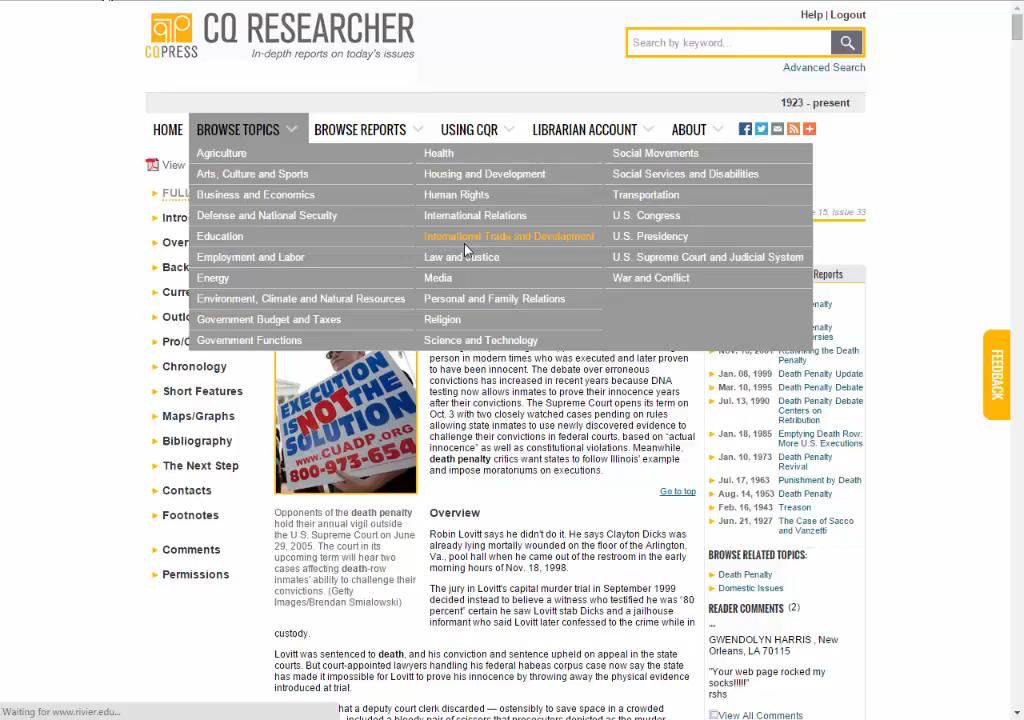 Help | Logout
CQ PRESS
CQ RESEARCHER
In-depth reports on today's issues
Search by keyword...
Advanced Search
1923 - present
HOME
BROWSE TOPICS
BROWSE REPORTS
USING CQR
LIBRARIAN ACCOUNT
ABOUT
Agriculture
Arts, Culture and Sports
Business and Economics
Defense and National Security
Education
Employment and Labor
Energy
Environment, Climate and Natural Resources
Government Budget and Taxes
Government Functions
Health
Housing and Development
Human Rights
International Relations
International Trade and Development
Law and Justice
Media
Personal and Family Relations
Religion
Science and Technology
Social Movements
Social Services and Disabilities
Transportation
U.S. Congress
U.S. Presidency
U.S. Supreme Court and Judicial System
War and Conflict
View
FULL
Intro
Over
Back
Curre
Outlo
Pro/C
Chronology
Short Features
Maps/Graphs
Bibliography
The Next Step
Contacts
Footnotes
Comments
Permissions
15, Issue 33
EXECUTION
IS NOT THE
SOLUTION
WWW.CUADP.ORG
800-973-654
Opponents of the death penalty
hold their annual vigil outside
the U.S. Supreme Court on June
29, 2005. The court in its
upcoming term will hear two
cases affecting death-row
inmates' ability to challenge their
convictions. (Getty
Images/Brendan Smialowski)
person in modern times who was executed and later proven
to have been innocent. The debate over erroneous
convictions has increased in recent years because DNA
testing now allows inmates to prove their innocence years
after their convictions. The Supreme Court opens its term on
Oct. 3 with two closely watched cases pending on rules
allowing state inmates to use newly discovered evidence to
challenge their convictions in federal courts, based on "actual
innocence" as well as constitutional violations. Meanwhile,
death penalty critics want states to follow Illinois' example
and impose moratoriums on executions.
Go to top
Overview
Robin Lovitt says he didn't do it. He says Clayton Dicks was
already lying mortally wounded on the floor of the Arlington,
Va., pool hall when he came out of the restroom in the early
morning hours of Nov. 18, 1998.
The jury in Lovitt's capital murder trial in September 1999
decided instead to believe a witness who testified he was "80
percent" certain he saw Lovitt stab Dicks and a jailhouse
informant who said Lovitt later confessed to the crime while in
custody.
Lovitt was sentenced to death, and his conviction and sentence upheld on appeal in the state
courts. But court-appointed lawyers handling his federal habeas corpus case now say the state
has made it impossible for Lovitt to prove his innocence by throwing away the physical evidence
introduced at trial.
hat a deputy court clerk discarded — ostensibly to save space in a crowded
included a bloody pair of scissors that prosecutors depicted as the murder
Reports
nalty
nalty
ersies
Nov. 16, 2001 Rethinking the Death
Penalty
Jan. 08, 1999 Death Penalty Update
Mar. 10, 1995 Death Penalty Debate
Jul. 13, 1990 Death Penalty Debate
Centers on
Retribution
Jan. 18, 1985 Emptying Death Row:
More U.S. Executions
Jan. 10, 1973 Death Penalty
Revival
Jul. 17, 1963 Punishment by Death
Aug. 14, 1953 Death Penalty
Feb. 16, 1943 Treason
Jun. 21, 1927 The Case of Sacco
and Vanzetti
BROWSE RELATED TOPICS:
Death Penalty
Domestic Issues
READER COMMENTS (2)
GWENDOLYN HARRIS , New
Orleans, LA 70115
"Your web page rocked my
socks!!!!!"
rshs
View All Comments
FEEDBACK
Waiting for www.rivier.edu...